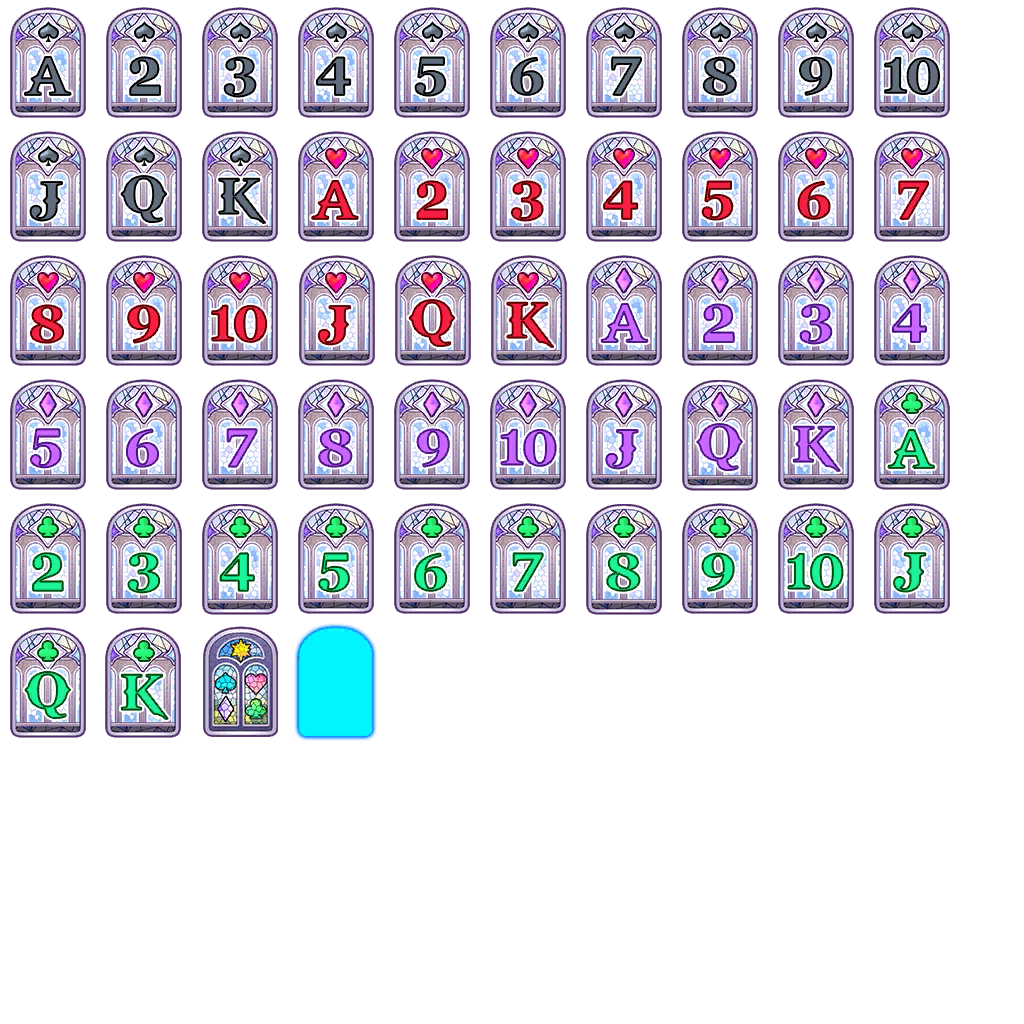 A 2 3 4 5 6 7 8 9 10
J Q K A 2 3 4 5 6 7
8 9 10 J Q K A 2 3 4
5 6 7 8 9 10 J Q K A
2 3 4 5 6 7 8 9 10 J
Q K